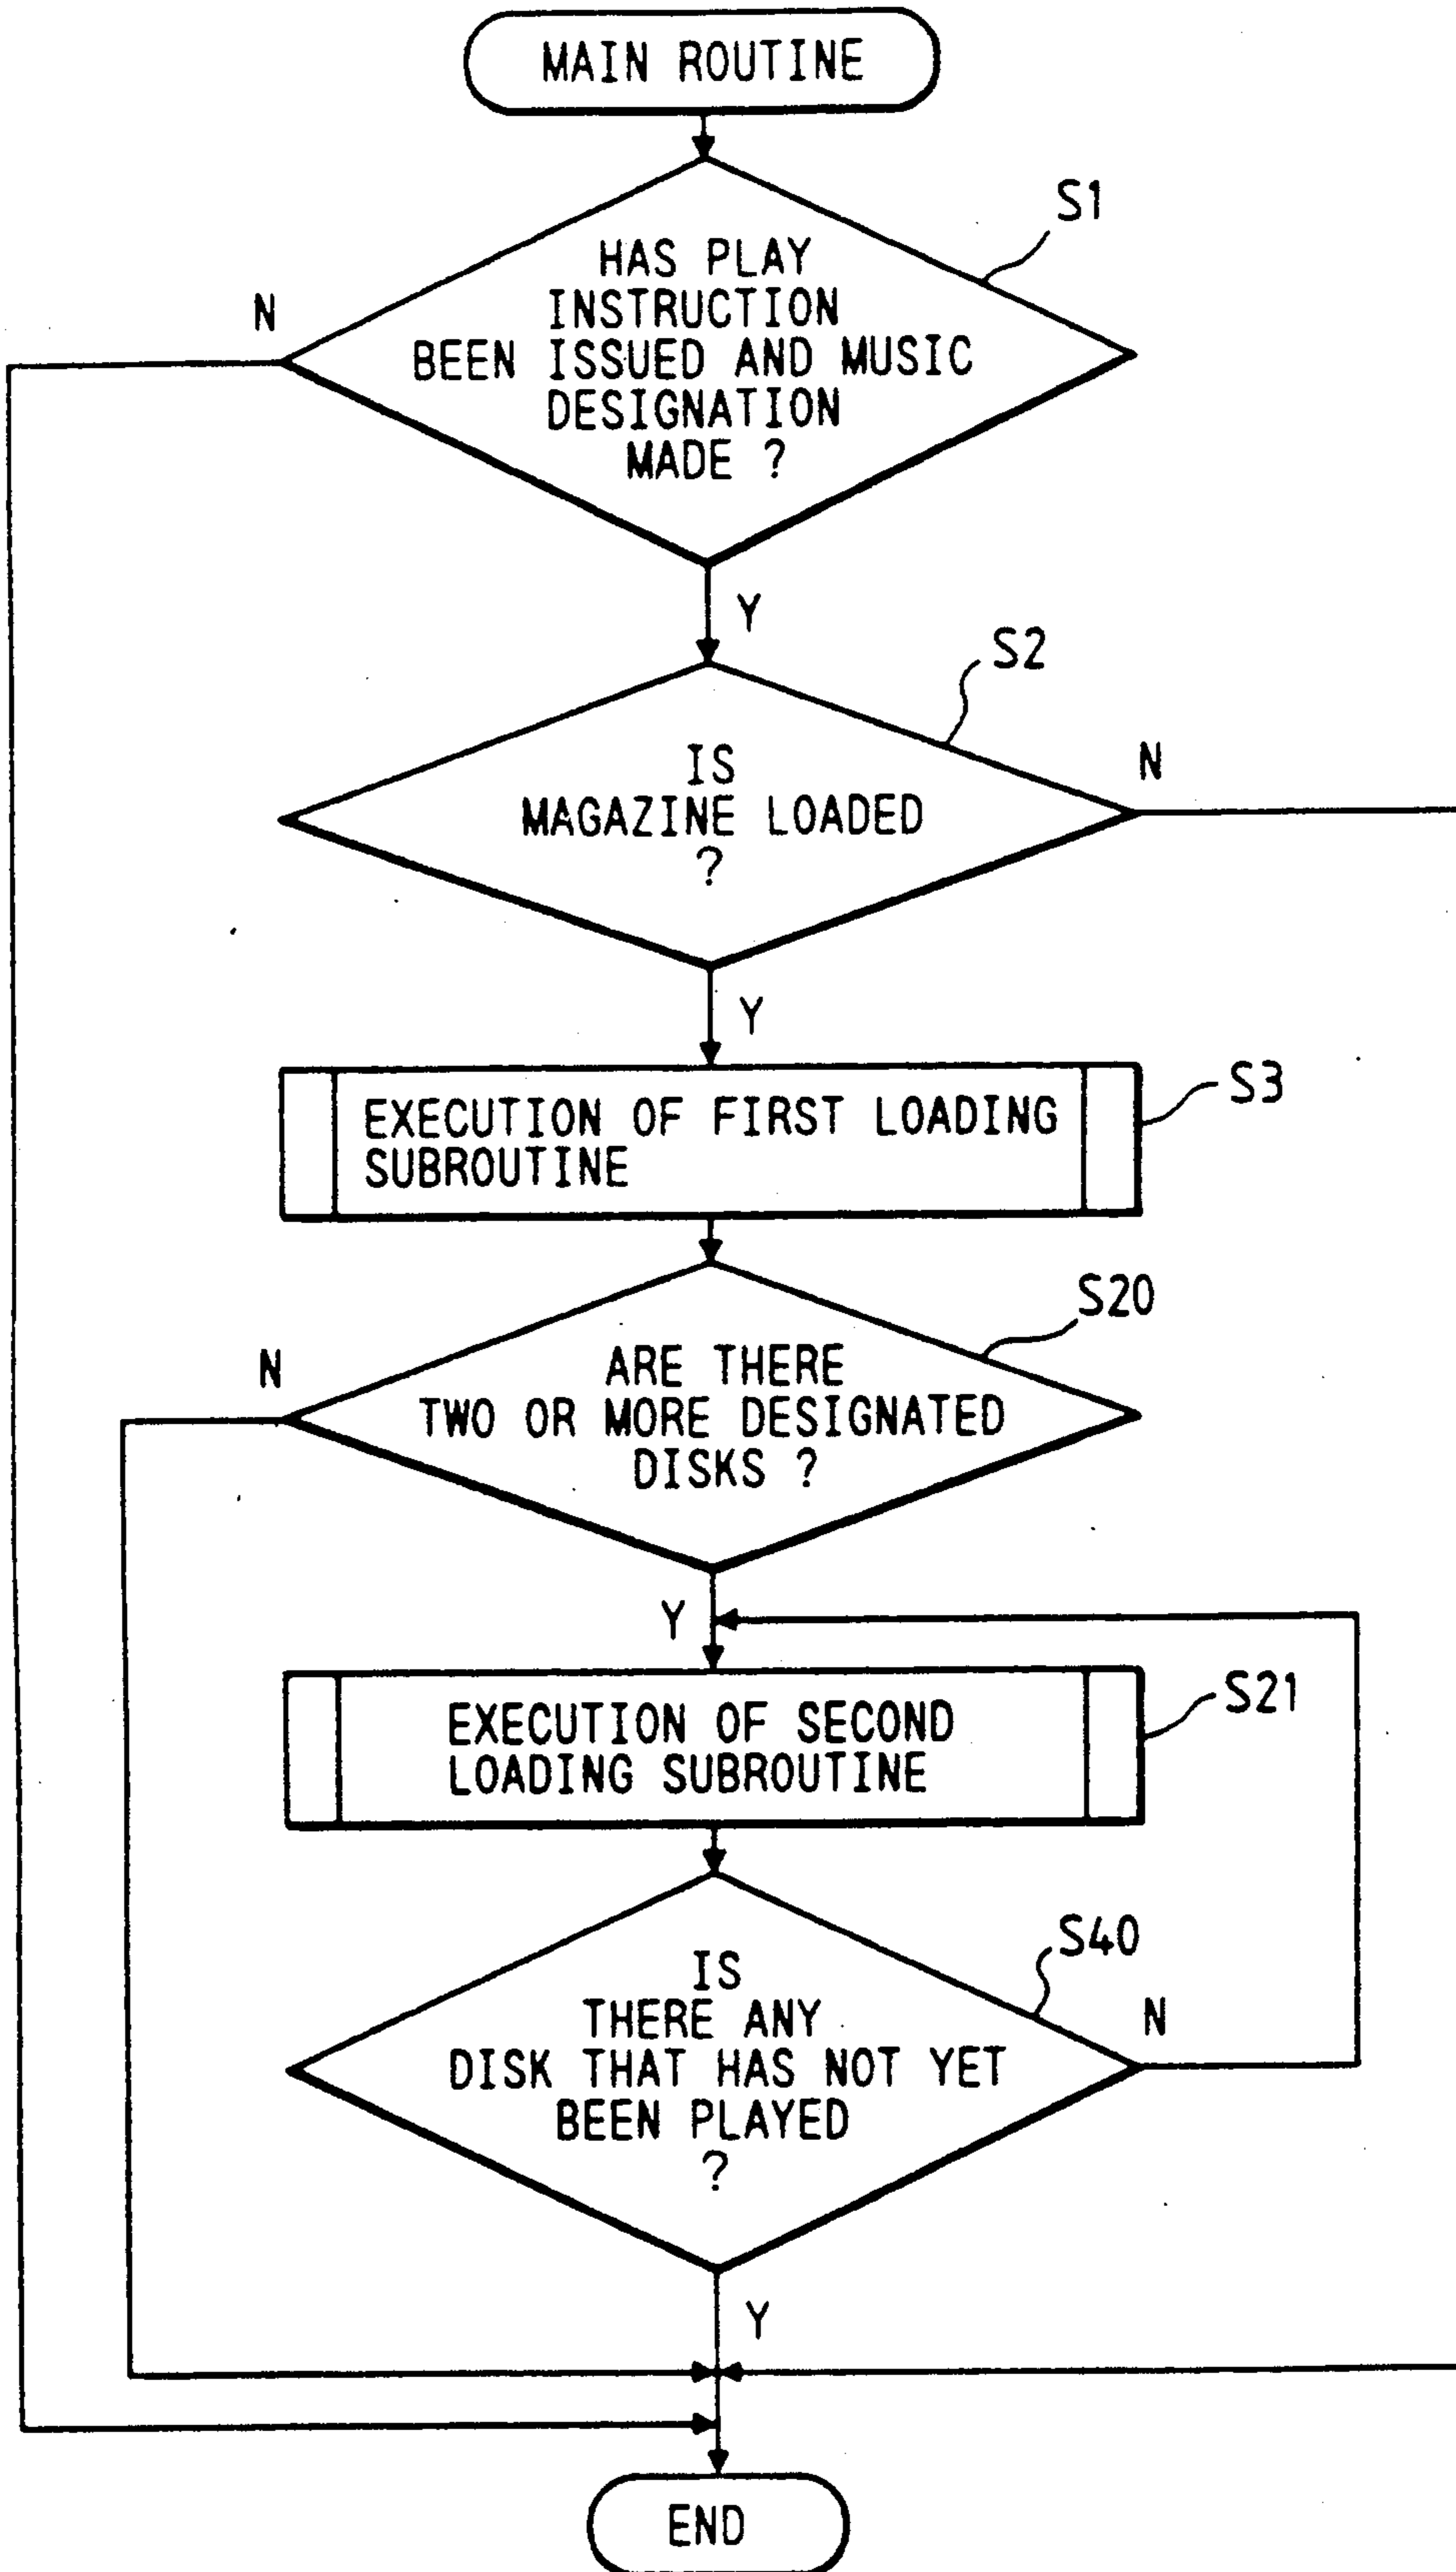 MAIN ROUTINE
S1
HAS PLAY
INSTRUCTION
BEEN ISSUED AND MUSIC
DESIGNATION
MADE ?
N
Y
S2
IS
MAGAZINE LOADED
?
N
Y
EXECUTION OF FIRST LOADING
SUBROUTINE
S3
S20
ARE THERE
TWO OR MORE DESIGNATED
DISKS ?
N
Y
EXECUTION OF SECOND
LOADING SUBROUTINE
S21
S40
IS
THERE ANY
DISK THAT HAS NOT YET
BEEN PLAYED
?
N
Y
END